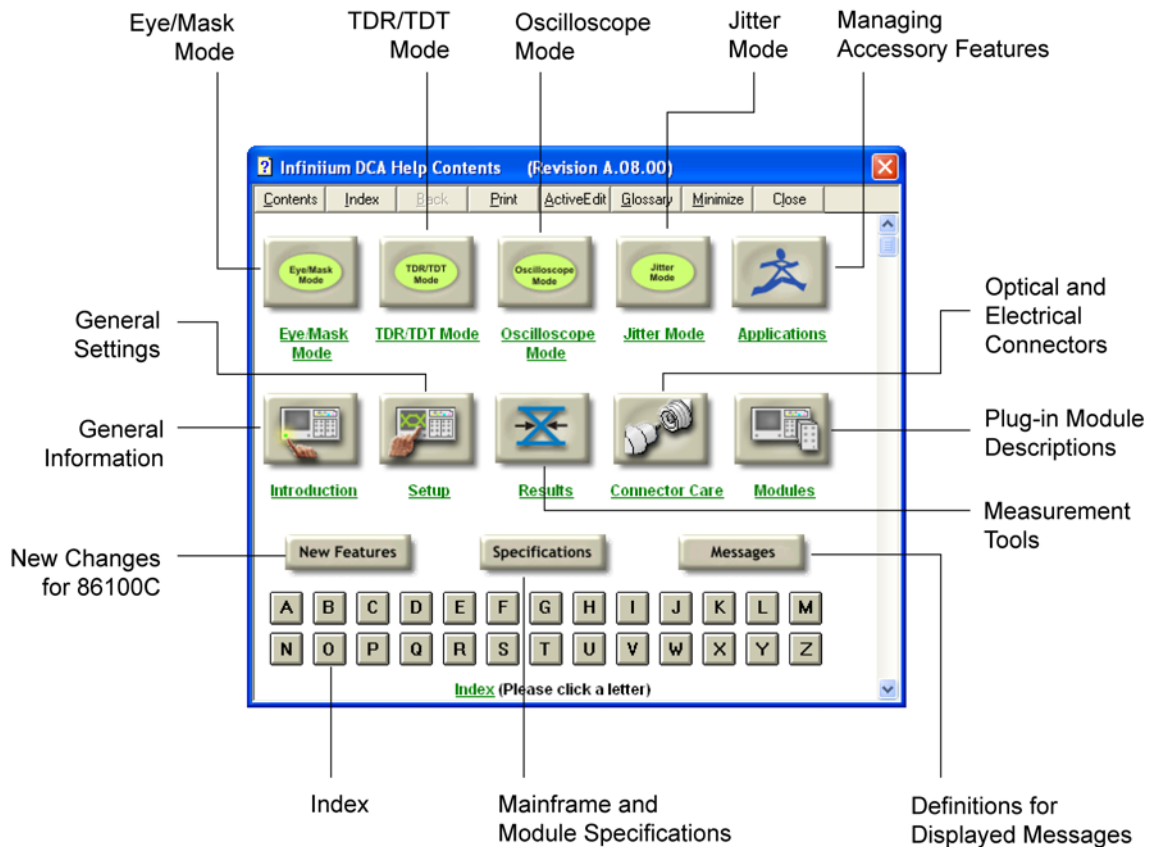 Eye/Mask
Mode
TDR/TDT
Mode
Oscilloscope
Mode
Jitter
Mode
Managing
Accessory Features
Infiniium DCA Help Contents (Revision A.08.00)
Contents Index Back Print ActiveEdit Glossary Minimize Close
Eye/Mask
Mode
TDR/TDT
Mode
Oscilloscope
Mode
Jitter
Mode
Eye/Mask
Mode
TDR/TDT Mode
Oscilloscope
Mode
Jitter Mode
Applications
General
Settings
Optical and
Electrical
Connectors
General
Information
Plug-in Module
Descriptions
Introduction
Setup
Results
Connector Care
Modules
Measurement
Tools
New Changes
for 86100C
New Features
Specifications
Messages
A B C D E F G H I J K L M
N O P Q R S T U V W X Y Z
Index (Please click a letter)
Index
Mainframe and
Module Specifications
Definitions for
Displayed Messages